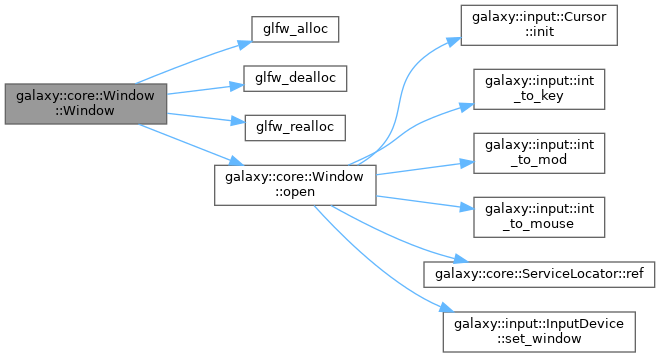 galaxy::core::Window
::Window
glfw_alloc
glfw_dealloc
glfw_realloc
galaxy::core::Window
::open
galaxy::input::Cursor
::init
galaxy::input::int
_to_key
galaxy::input::int
_to_mod
galaxy::input::int
_to_mouse
galaxy::core::ServiceLocator::ref
galaxy::input::InputDevice
::set_window